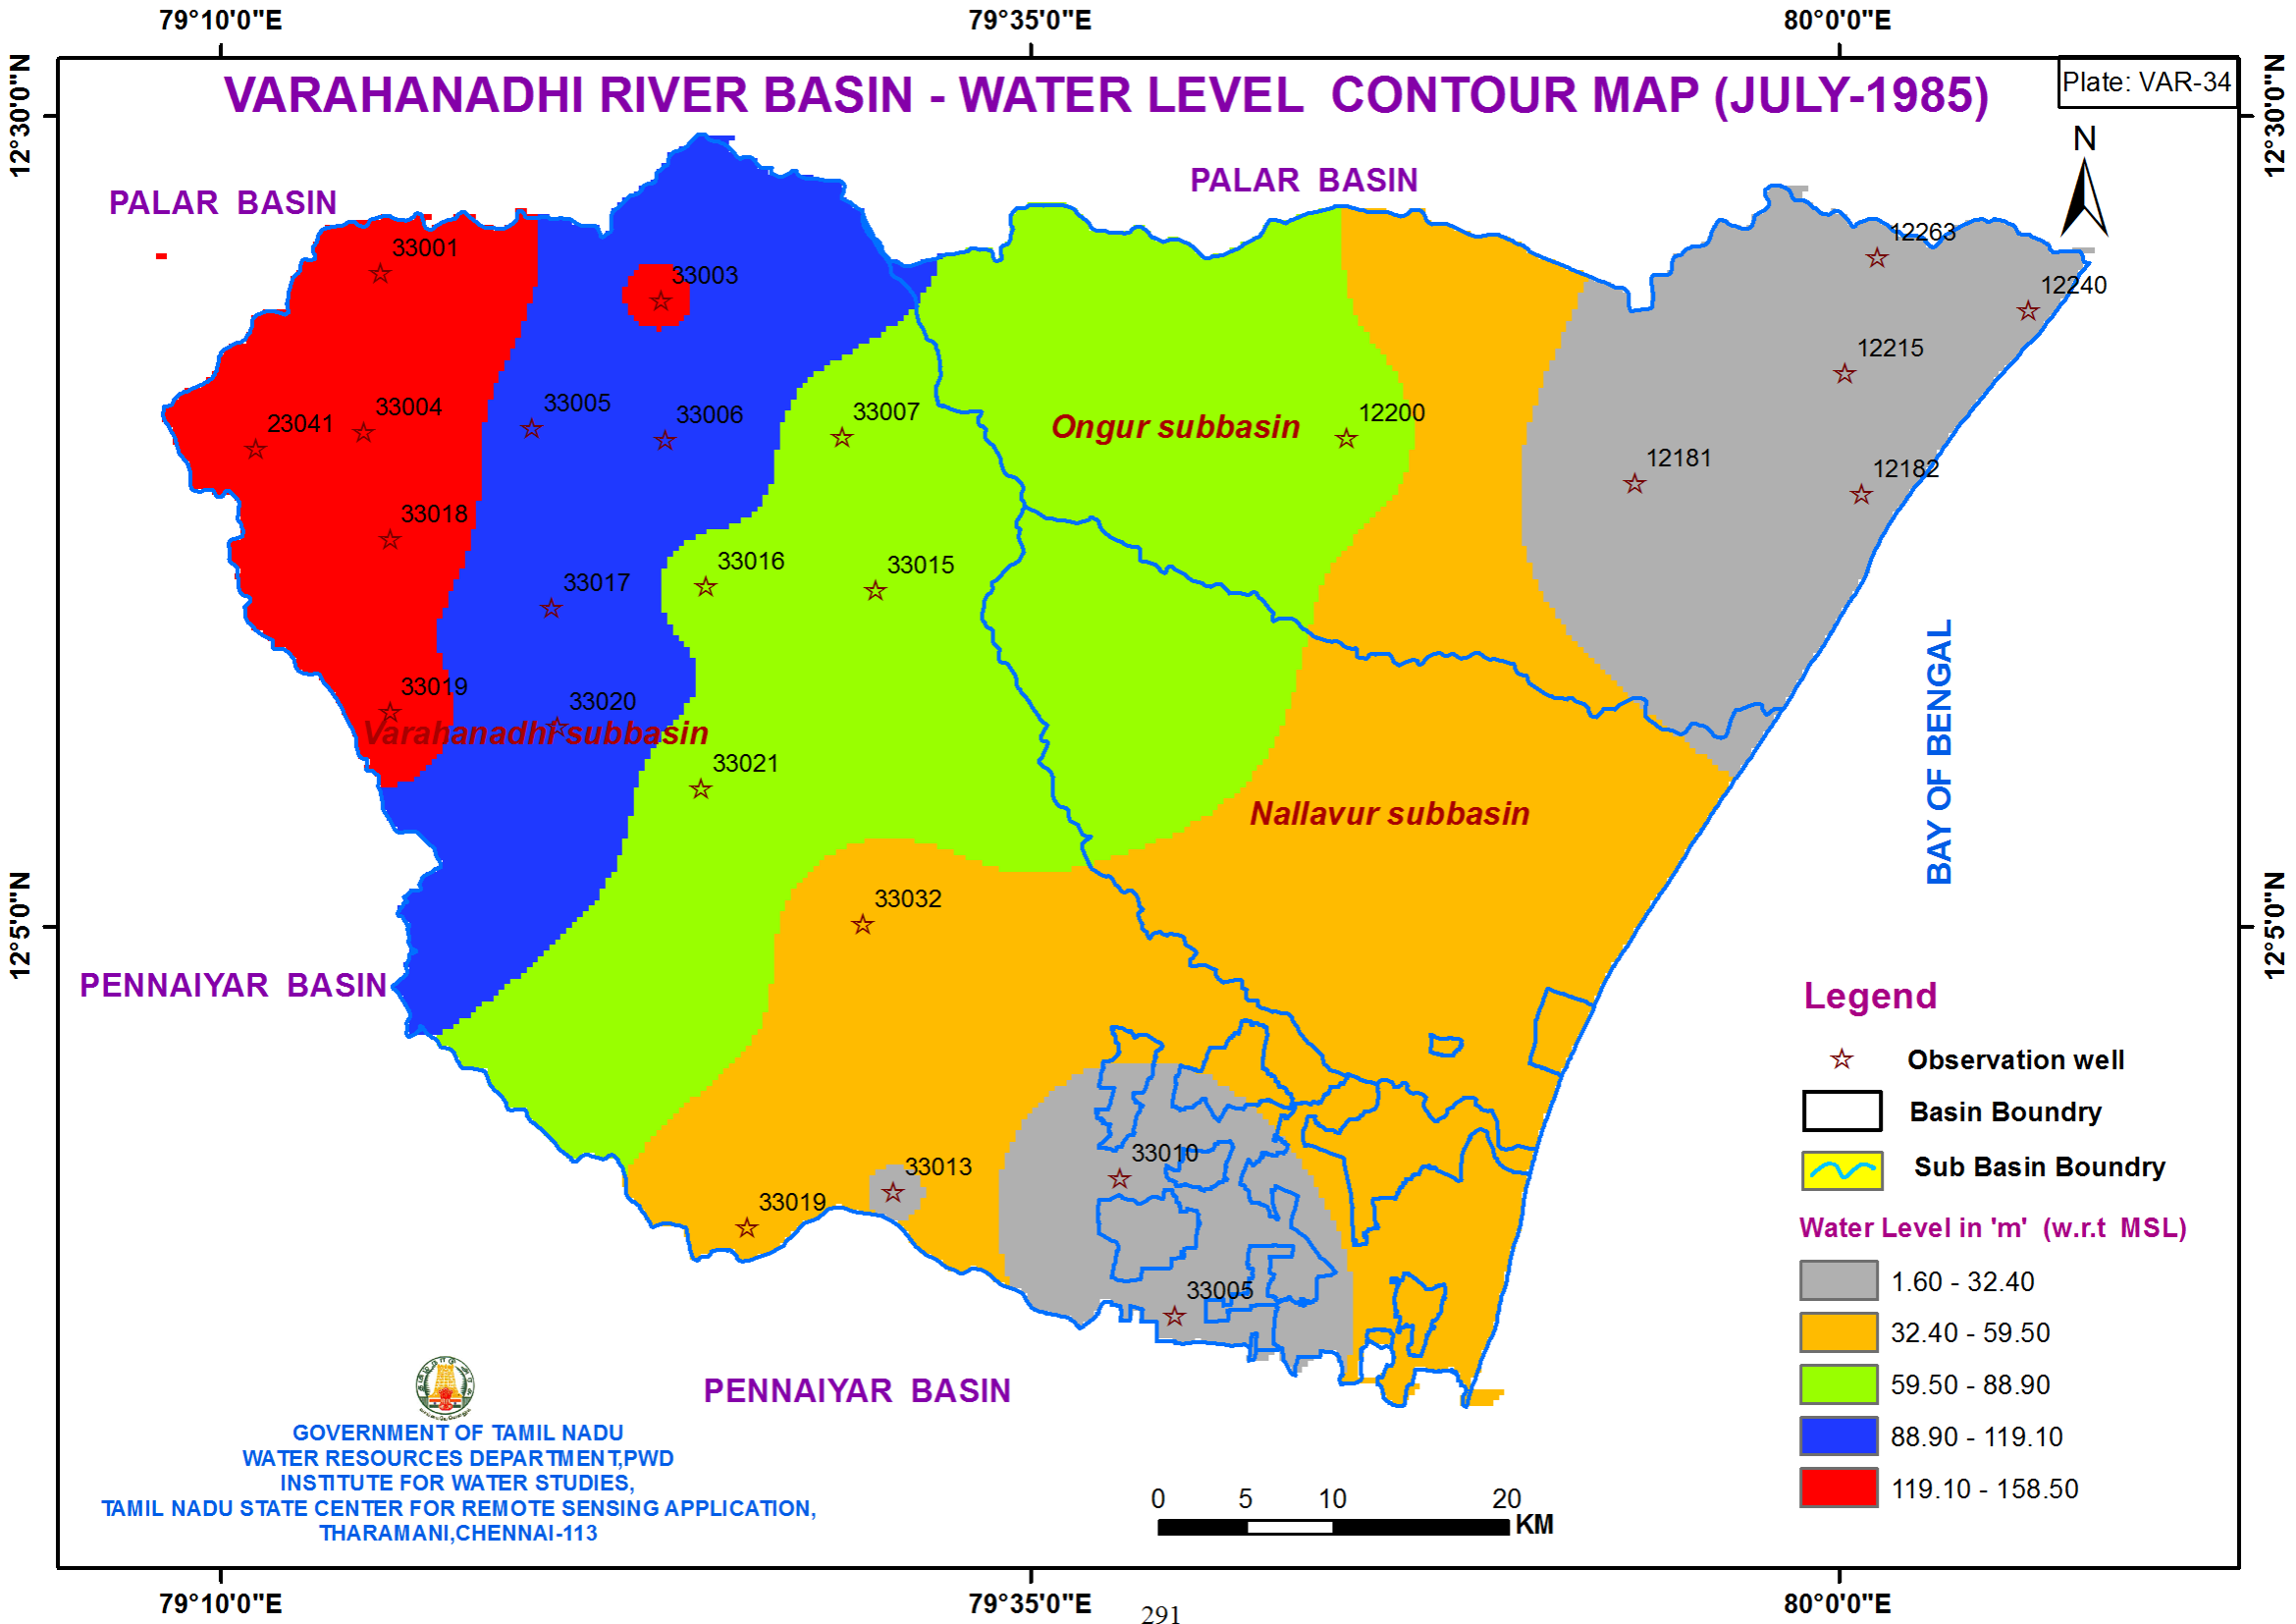 79°10'0"E 79°35'0"E 80°0'0"E
12°30'0"N 12°30'0"N
VARAHANADHI RIVER BASIN - WATER LEVEL CONTOUR MAP (JULY-1985)
Plate: VAR-34
N
PALAR BASIN
PALAR BASIN
33001
33003
12263
12240
12215
33004
33005
33006
33007
12200
23041
Ongur subbasin
12181
12182
33018
33017
33016
33015
33019
33020
Varahanadhi subbasin
33021
Nallavur subbasin
BAY OF BENGAL
33032
12°5'0"N 12°5'0"N
PENNAIYAR BASIN
33010
33013
33019
33005
PENNAIYAR BASIN
Legend
Observation well
Basin Boundry
Sub Basin Boundry
Water Level in 'm' (w.r.t MSL)
1.60 - 32.40
32.40 - 59.50
59.50 - 88.90
88.90 - 119.10
119.10 - 158.50
GOVERNMENT OF TAMIL NADU
WATER RESOURCES DEPARTMENT,PWD
INSTITUTE FOR WATER STUDIES,
TAMIL NADU STATE CENTER FOR REMOTE SENSING APPLICATION,
THARAMANI,CHENNAI-113
0 5 10 20
KM
79°10'0"E 79°35'0"E 80°0'0"E
291